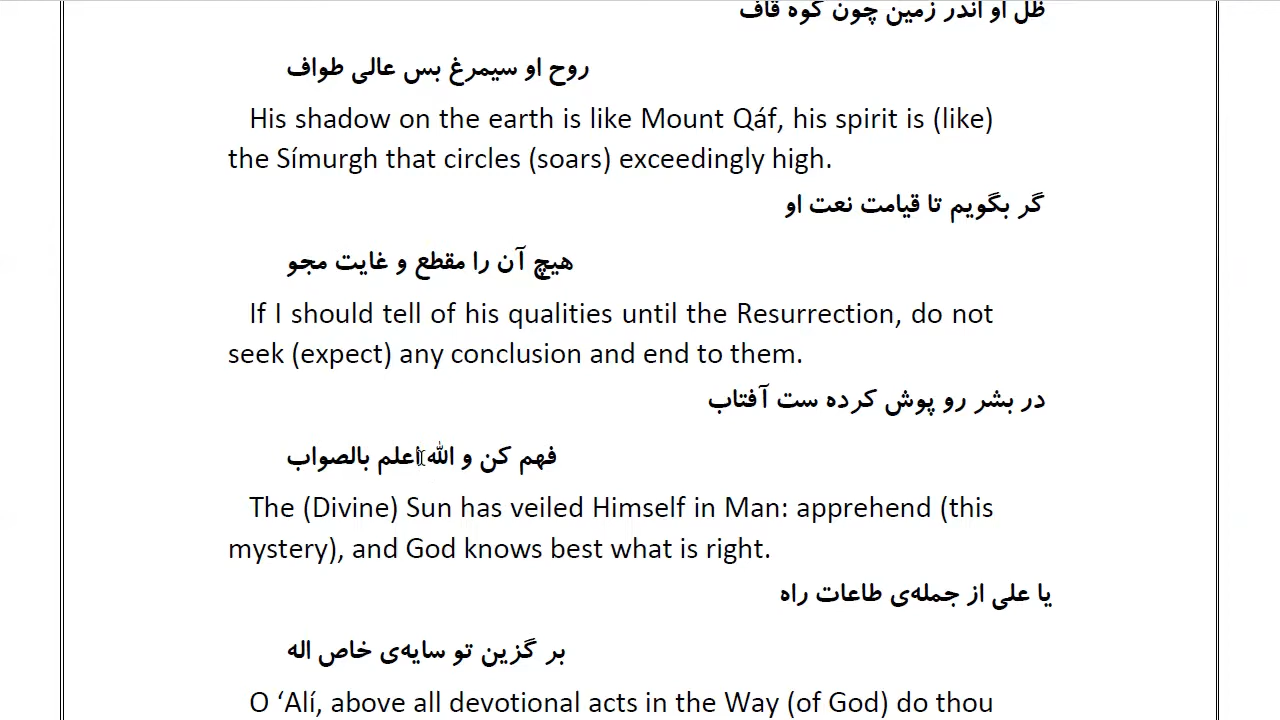 ظل او اندر زمین چون کوه قاف
روح او سیمرغ بس عالی طواف
His shadow on the earth is like Mount Qáf, his spirit is (like)
the Símurgh that circles (soars) exceedingly high.
گر بگویم تا قیامت نعت او
هیچ آن را مقطع و غایت مجو
If I should tell of his qualities until the Resurrection, do not
seek (expect) any conclusion and end to them.
در بشر رو پوش کرده ست آفتاب
فهم کن و الله اعلم بالصواب
The (Divine) Sun has veiled Himself in Man: apprehend (this
mystery), and God knows best what is right.
یا علی از جمله‌ی طاعات راه
بر گزین تو سایه‌ی خاص اله
O ‘Alí, above all devotional acts in the Way (of God) do thou